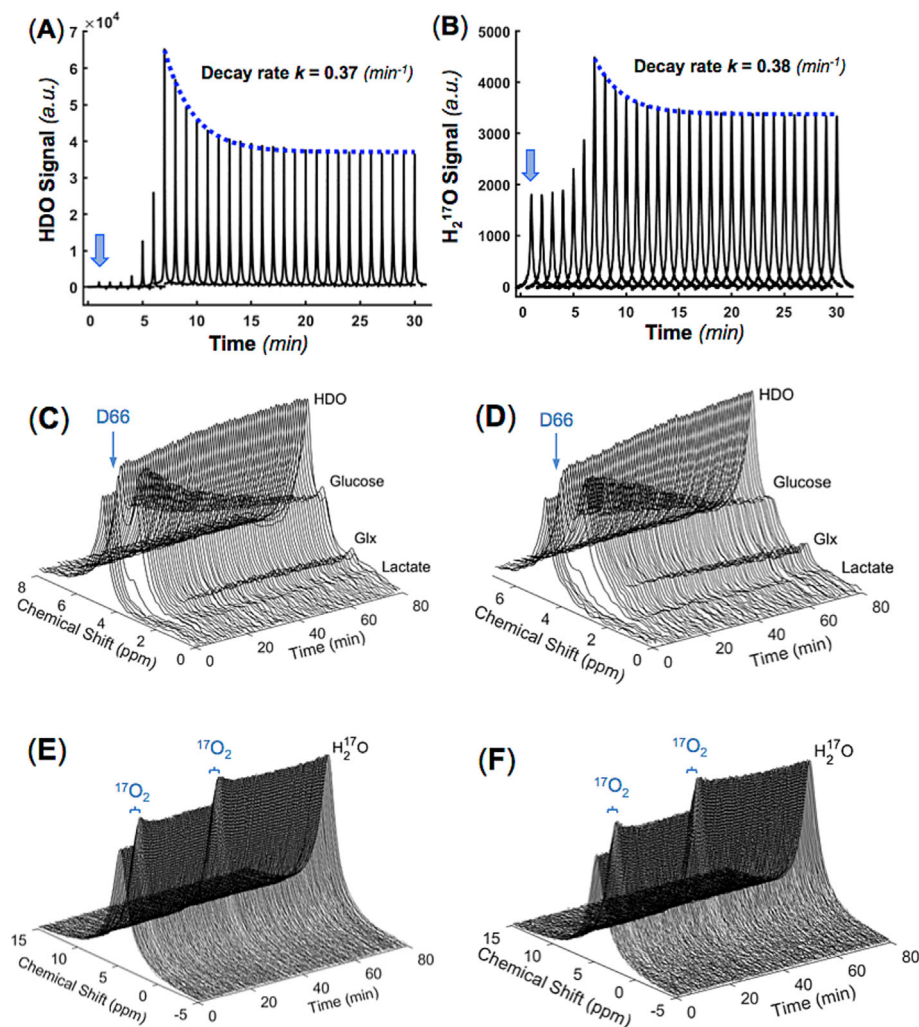 (A)
×10⁴
7
6
5
4
3
2
1
0
HDO Signal (a.u.)
Decay rate k = 0.37 (min⁻¹)
0 5 10 15 20 25 30
Time (min)
(B)
5000
4000
3000
2000
1000
0
H₂¹⁷O Signal (a.u.)
Decay rate k = 0.38 (min⁻¹)
0 5 10 15 20 25 30
Time (min)
(C)
D66
HDO
Glucose
Glx
Lactate
8 6 4 2 0
Chemical Shift (ppm)
0 20 40 60 80
Time (min)
(D)
D66
HDO
Glucose
Glx
Lactate
6 4 2 0
Chemical Shift (ppm)
0 20 40 60 80
Time (min)
(E)
¹⁷O₂
¹⁷O₂
H₂¹⁷O
15 10 5 0 -5
Chemical Shift (ppm)
0 20 40 60 80
Time (min)
(F)
¹⁷O₂
¹⁷O₂
H₂¹⁷O
15 10 5 0 -5
Chemical Shift (ppm)
0 20 40 60 80
Time (min)